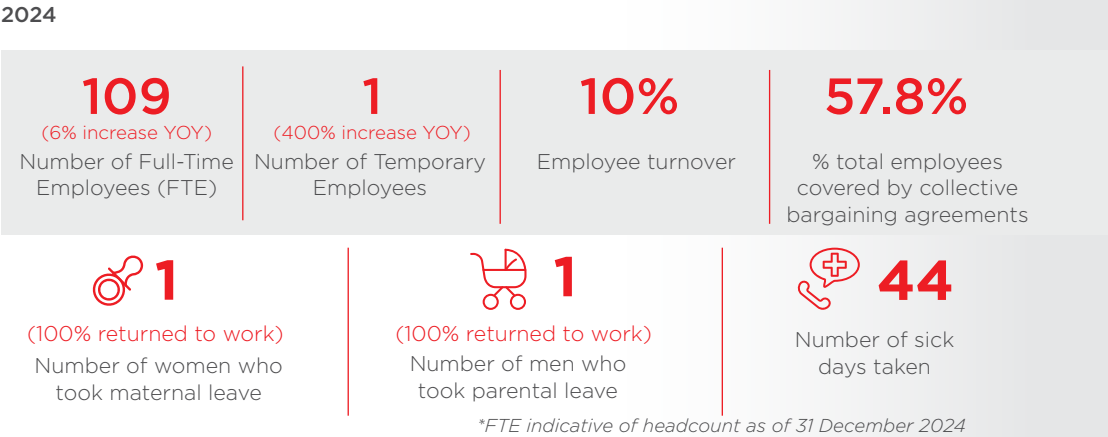 2024
109
(6% increase YOY)
Number of Full-Time
Employees (FTE)
1
(400% increase YOY)
Number of Temporary
Employees
10%
Employee turnover
57.8%
% total employees
covered by collective
bargaining agreements
1
(100% returned to work)
Number of women who
took maternal leave
1
(100% returned to work)
Number of men who
took parental leave
44
Number of sick
days taken
*FTE indicative of headcount as of 31 December 2024